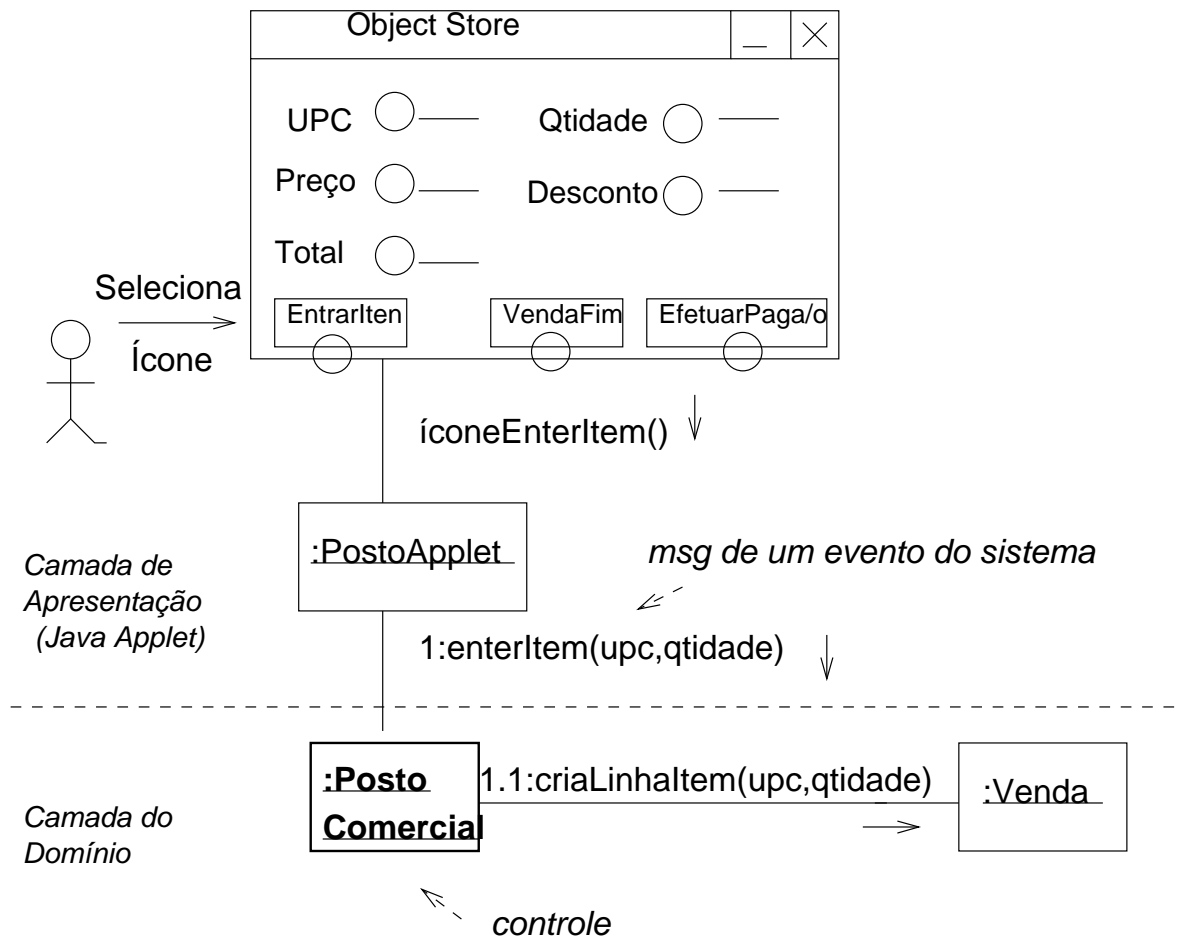 Object Store
UPC
Qtidade
Preço
Desconto
Total
Seleciona
Ícone
EntrarIten
VendaFim
EfetuarPaga/o
íconeEnterItem()
:PostoApplet
msg de um evento do sistema
Camada de
Apresentação
(Java Applet)
1:enterItem(upc,qtidade)
:Posto
Comercial
1.1:criaLinhaItem(upc,qtidade)
:Venda
Camada do
Domínio
controle